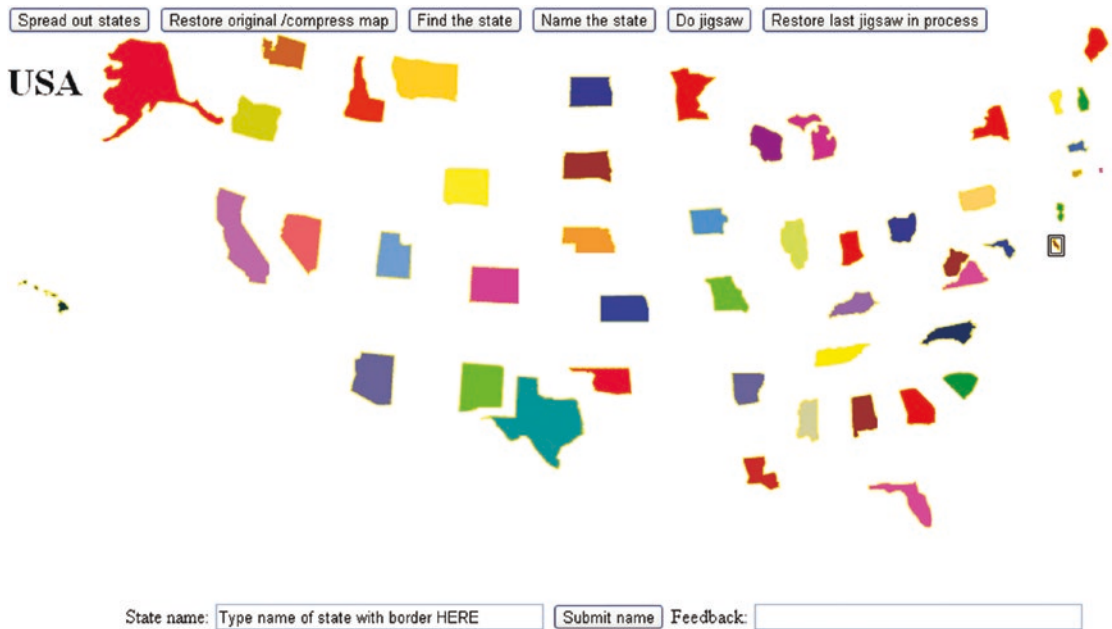 Spread out states Restore original /compress map Find the state Name the state Do jigsaw Restore last jigsaw in process
USA
State name: Type name of state with border HERE Submit name Feedback: